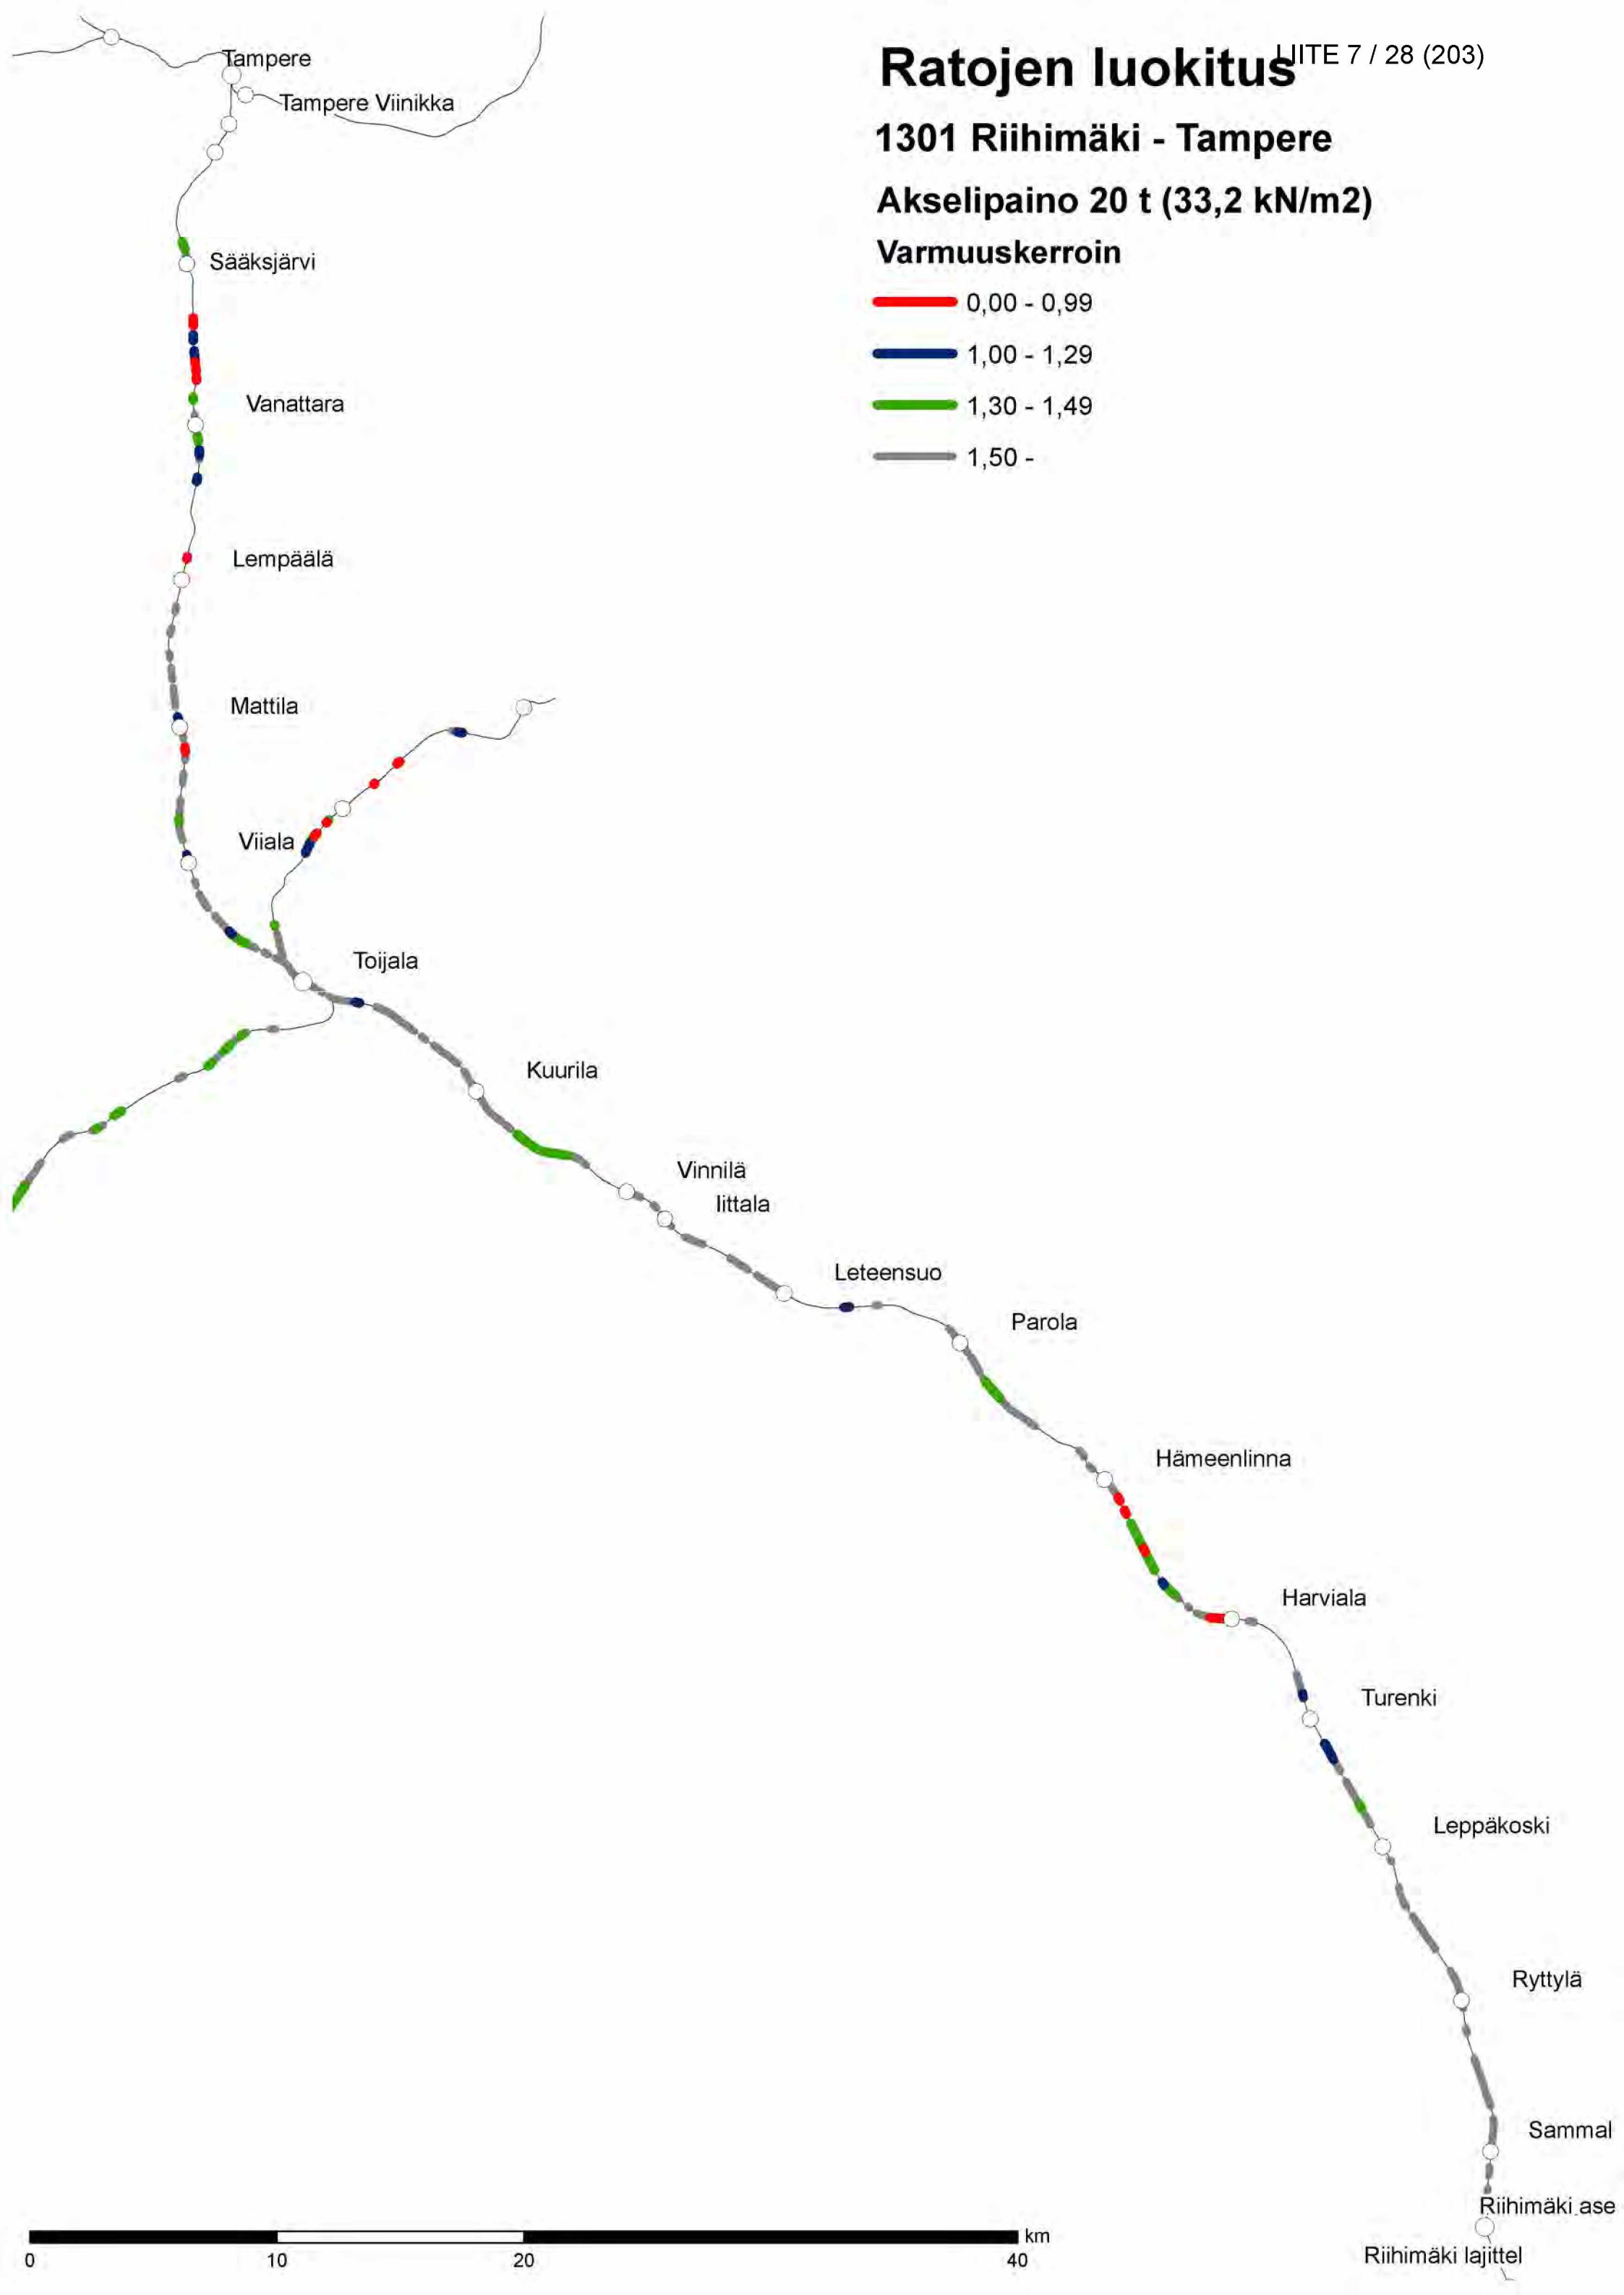 Ratojen luokitus
LIITE 7 / 28 (203)
1301 Riihimäki - Tampere
Akselipaino 20 t (33,2 kN/m2)
Varmuuskerroin
0,00 - 0,99
1,00 - 1,29
1,30 - 1,49
1,50 -
Tampere
Tampere Viinikka
Sääksjärvi
Vanattara
Lempäälä
Mattila
Viiala
Toijala
Kuurila
Vinnilä
Iittala
Leteensuo
Parola
Hämeenlinna
Harviala
Turenki
Leppäkoski
Ryttylä
Sammal
Riihimäki ase
Riihimäki lajittel
km
0 10 20 40